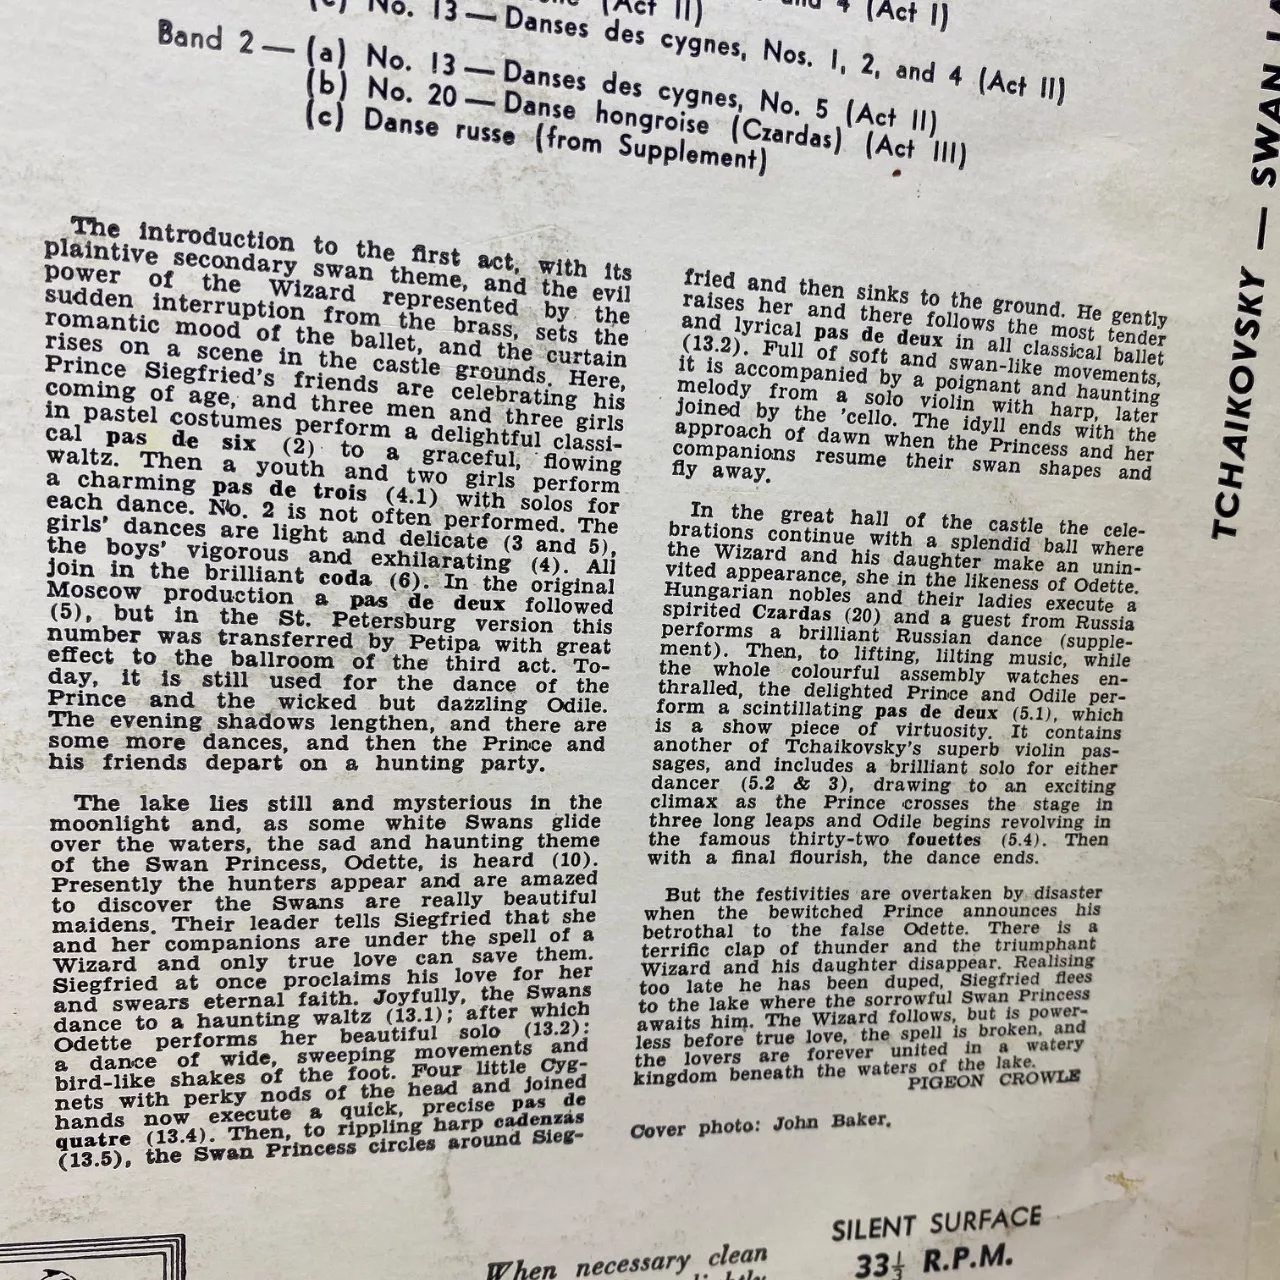 (c) No. 13 — Danses des cygnes, Nos. 1, 2, and 4 (Act II)
Band 2 — (a) No. 13 — Danses des cygnes, No. 5 (Act II)
(b) No. 20 — Danse hongroise (Czardas) (Act III)
(c) Danse russe (from Supplement)
The introduction to the first act, with its
plaintive secondary swan theme, and the evil
power of the Wizard represented by the
sudden interruption from the brass, sets the
romantic mood of the ballet, and the curtain
rises on a scene in the castle grounds. Here,
Prince Siegfried's friends are celebrating his
coming of age, and three men and three girls
in pastel costumes perform a delightful classi-
cal pas de six (2) to a graceful, flowing
waltz. Then a youth and two girls perform
a charming pas de trois (4.1) with solos for
each dance. No. 2 is not often performed. The
girls' dances are light and delicate (3 and 5),
the boys' vigorous and exhilarating (4). All
join in the brilliant coda (6). In the original
Moscow production a pas de deux followed
(5), but in the St. Petersburg version this
number was transferred by Petipa with great
effect to the ballroom of the third act. To-
day, it is still used for the dance of the
Prince and the wicked but dazzling Odile.
The evening shadows lengthen, and there are
some more dances, and then the Prince and
his friends depart on a hunting party.
The lake lies still and mysterious in the
moonlight and, as some white Swans glide
over the waters, the sad and haunting theme
of the Swan Princess, Odette, is heard (10).
Presently the hunters appear and are amazed
to discover the Swans are really beautiful
maidens. Their leader tells Siegfried that she
and her companions are under the spell of a
Wizard and only true love can save them.
Siegfried at once proclaims his love for her
and swears eternal faith. Joyfully, the Swans
dance to a haunting waltz (13.1); after which
Odette performs her beautiful solo (13.2):
a dance of wide, sweeping movements and
bird-like shakes of the foot. Four little Cyg-
nets with perky nods of the head and joined
hands now execute a quick, precise pas de
quatre (13.4). Then, to rippling harp cadenzas
(13.5), the Swan Princess circles around Sieg-
fried and then sinks to the ground. He gently
raises her and there follows the most tender
and lyrical pas de deux in all classical ballet
(13.2). Full of soft and swan-like movements,
it is accompanied by a poignant and haunting
melody from a solo violin with harp, later
joined by the 'cello. The idyll ends with the
approach of dawn when the Princess and her
companions resume their swan shapes and
fly away.
In the great hall of the castle the cele-
brations continue with a splendid ball where
the Wizard and his daughter make an unin-
vited appearance, she in the likeness of Odette.
Hungarian nobles and their ladies execute a
spirited Czardas (20) and a guest from Russia
performs a brilliant Russian dance (supple-
ment). Then, to lifting, lilting music, while
the whole colourful assembly watches en-
thralled, the delighted Prince and Odile per-
form a scintillating pas de deux (5.1), which
is a show piece of virtuosity. It contains
another of Tchaikovsky's superb violin pas-
sages, and includes a brilliant solo for either
dancer (5.2 & 3), drawing to an exciting
climax as the Prince crosses the stage in
three long leaps and Odile begins revolving in
the famous thirty-two fouettes (5.4). Then
with a final flourish, the dance ends.
But the festivities are overtaken by disaster
when the bewitched Prince announces his
betrothal to the false Odette. There is a
terrific clap of thunder and the triumphant
Wizard and his daughter disappear. Realising
too late he has been duped, Siegfried flees
to the lake where the sorrowful Swan Princess
awaits him. The Wizard follows, but is power-
less before true love, the spell is broken, and
the lovers are forever united in a watery
kingdom beneath the waters of the lake.
PIGEON CROWLE
Cover photo: John Baker.
When necessary clean
SILENT SURFACE
33⅓ R.P.M.
TCHAIKOVSKY — SWAN